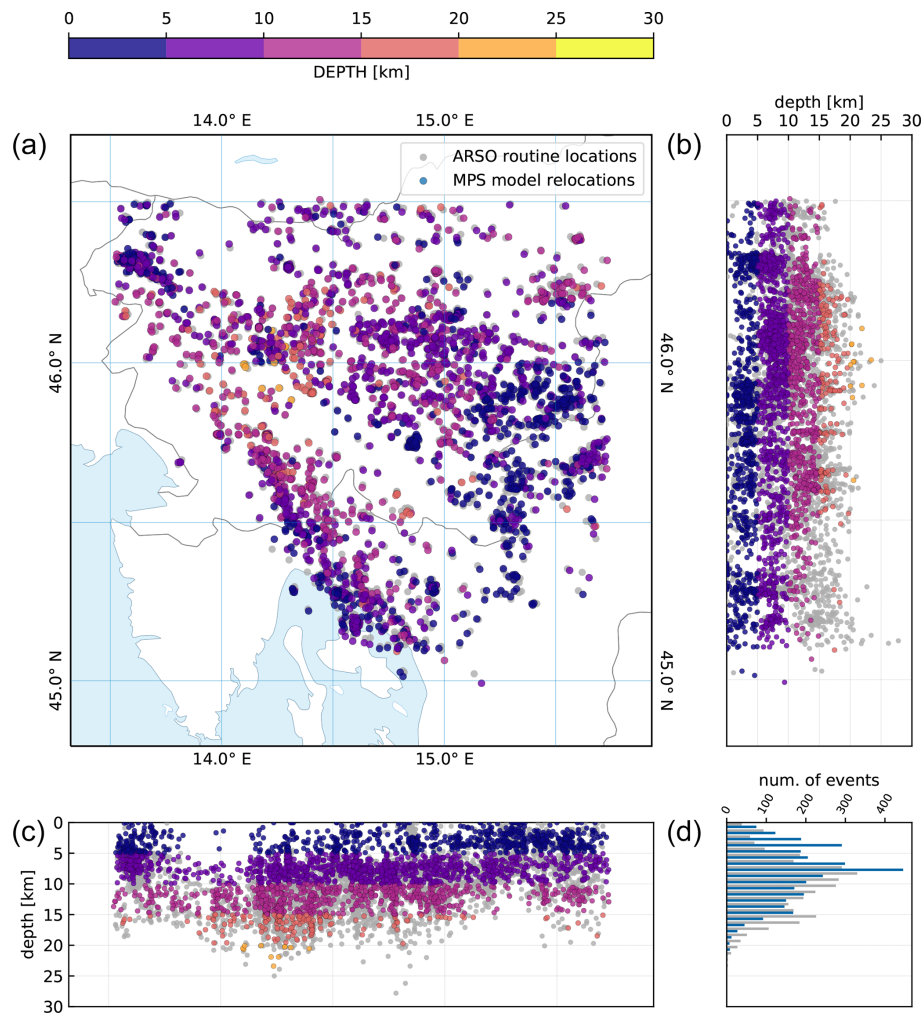 0 5 10 15 20 25 30
DEPTH [km]
(a)
14.0° E 15.0° E
ARSO routine locations
MPS model relocations
46.0° N
45.0° N
46.0° N
45.0° N
14.0° E 15.0° E
(b)
depth [km]
0 5 10 15 20 25 30
(c)
depth [km]
0
5
10
15
20
25
30
(d)
num. of events
0 100 200 300 400